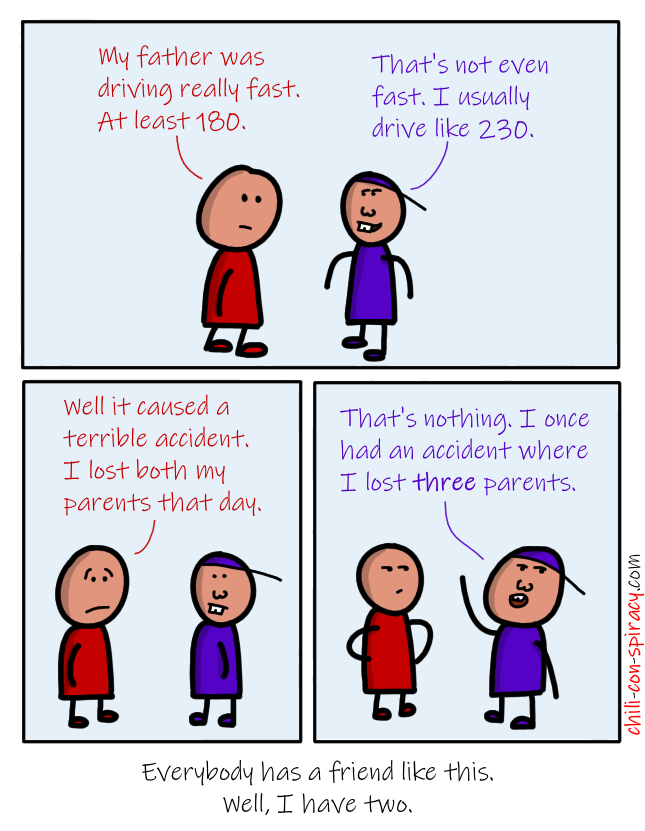 My father was
driving really fast.
At least 180.
That's not even
fast. I usually
drive like 230.
Well it caused a
terrible accident.
I lost both my
parents that day.
That's nothing. I once
had an accident where
I lost three parents.
chili-con-spiracy.com
Everybody has a friend like this.
Well, I have two.